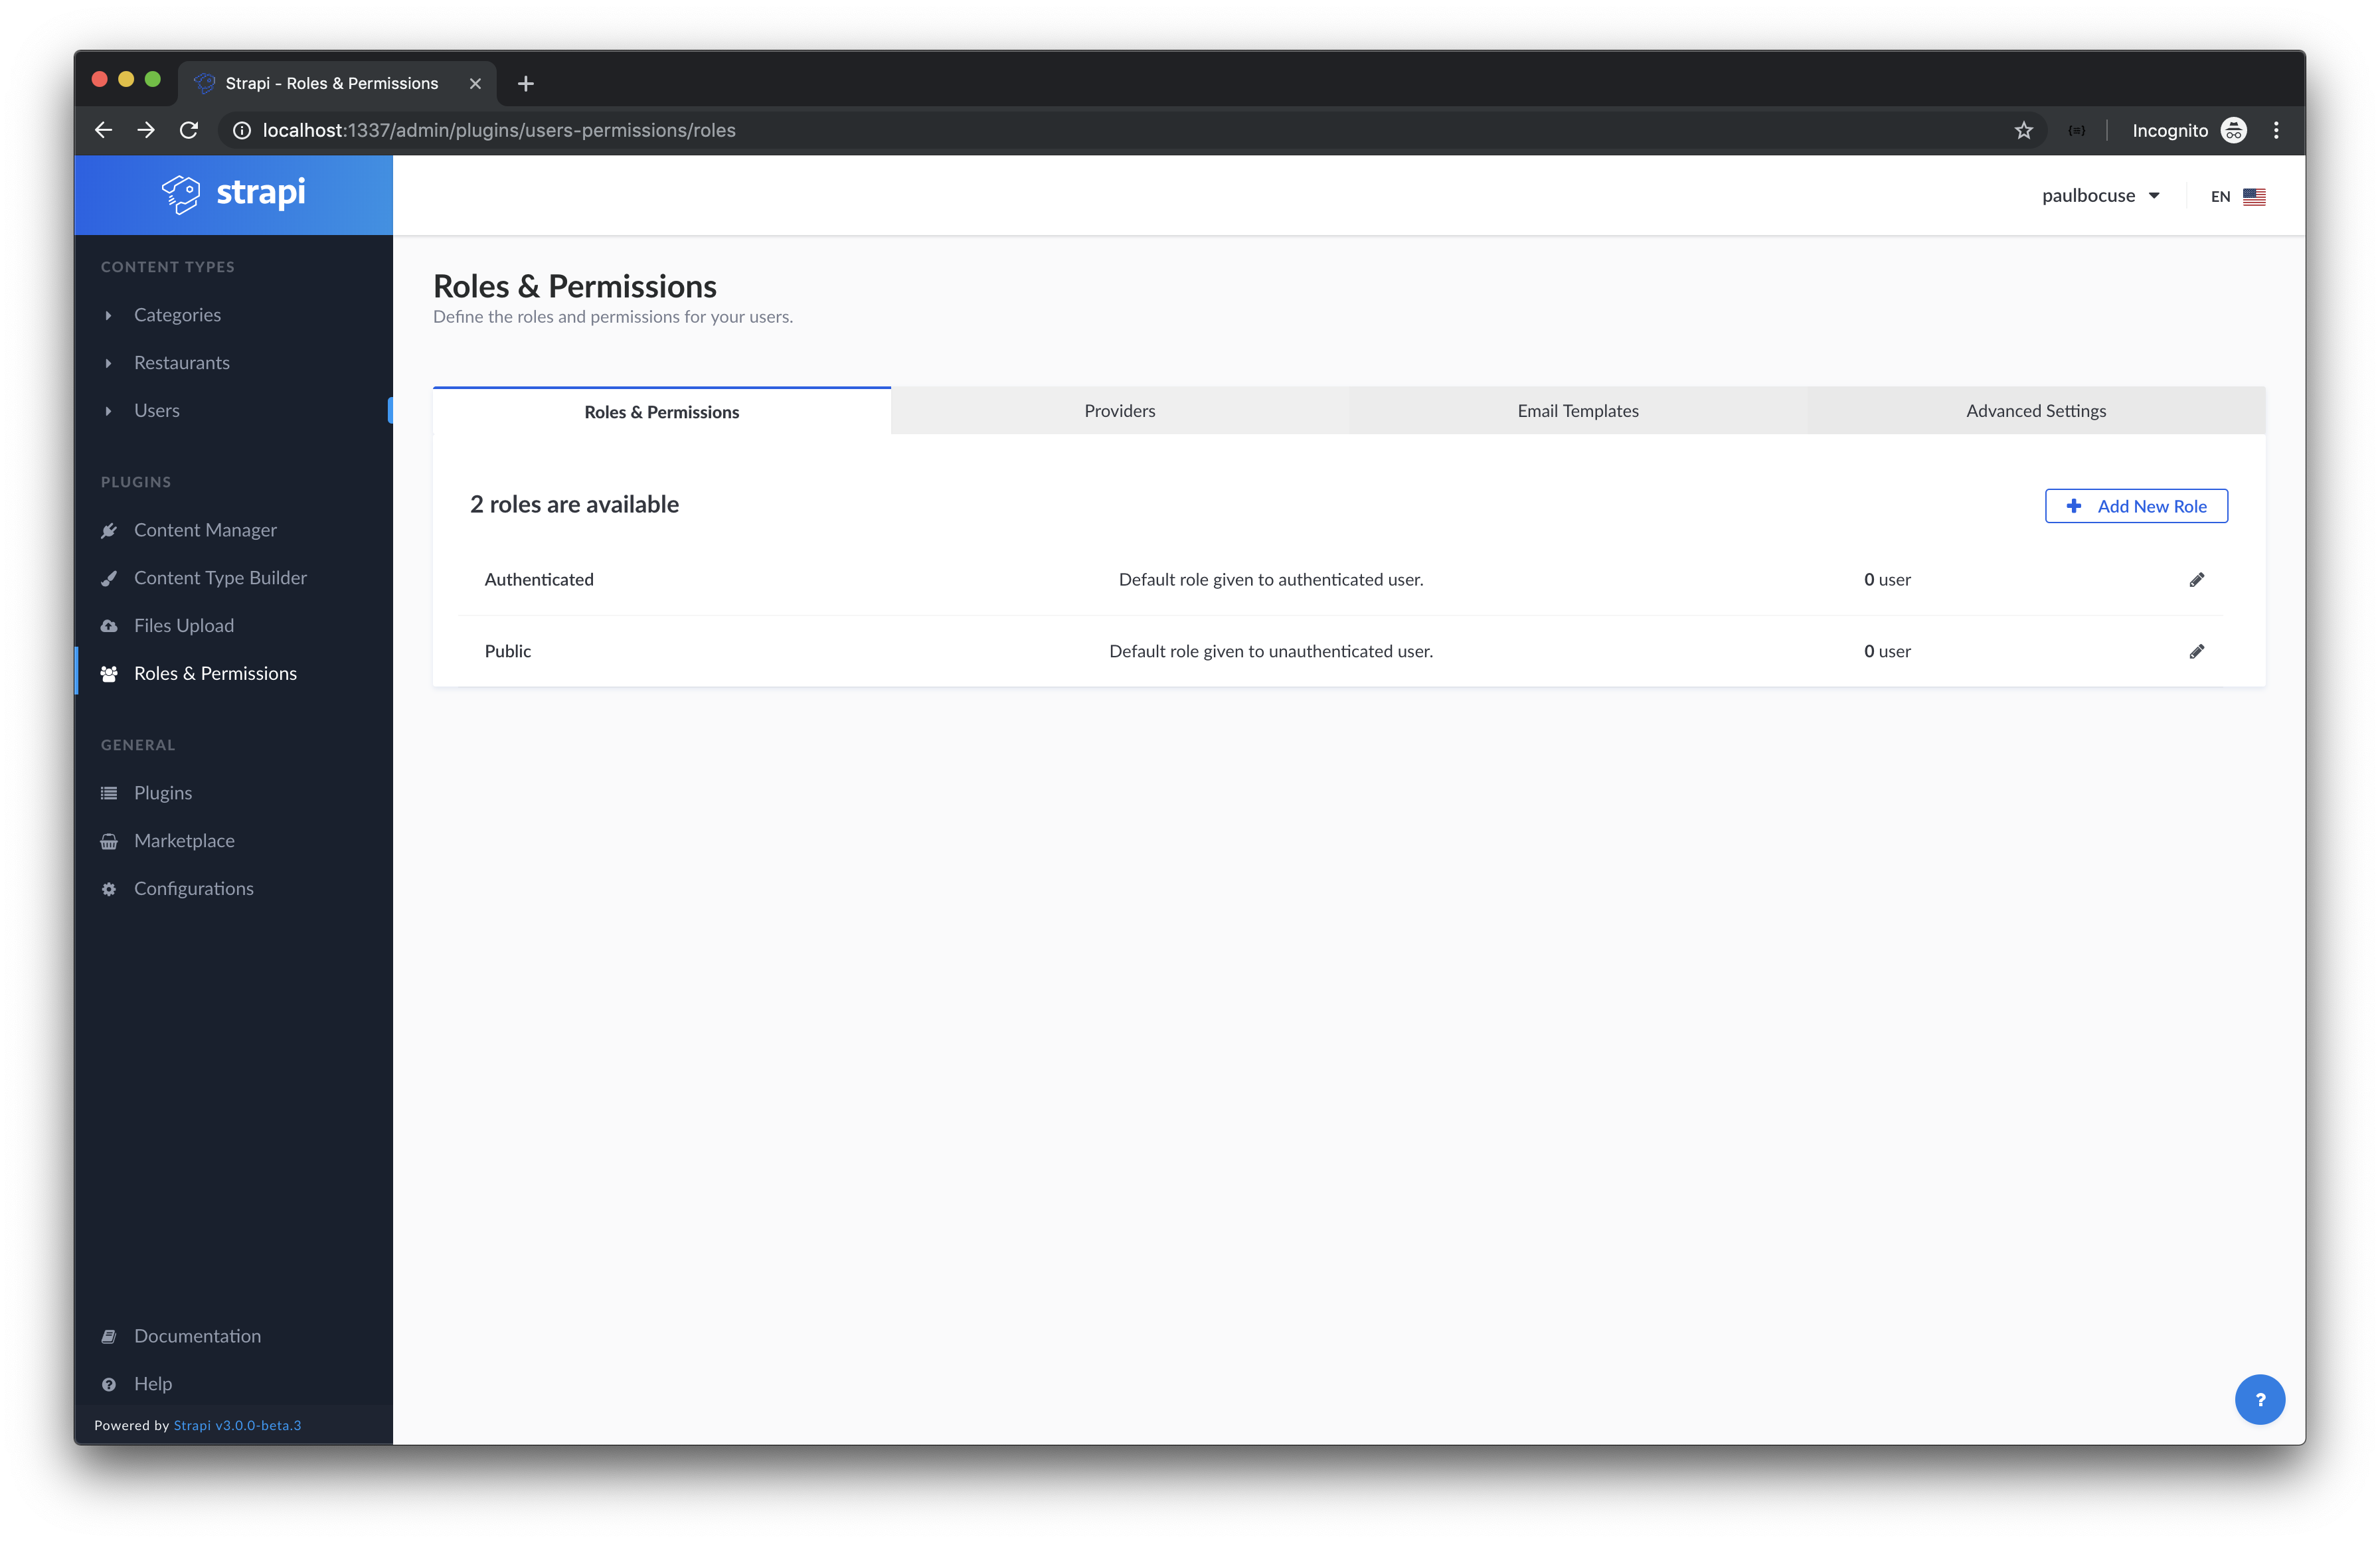 Strapi - Roles & Permissions
localhost:1337/admin/plugins/users-permissions/roles
Incognito
strapi
paulbocuse
EN
CONTENT TYPES
Categories
Restaurants
Users
PLUGINS
Content Manager
Content Type Builder
Files Upload
Roles & Permissions
GENERAL
Plugins
Marketplace
Configurations
Documentation
Help
Powered by Strapi v3.0.0-beta.3
Roles & Permissions
Define the roles and permissions for your users.
Roles & Permissions
Providers
Email Templates
Advanced Settings
2 roles are available
Add New Role
Authenticated Default role given to authenticated user. 0 user
Public Default role given to unauthenticated user. 0 user
?